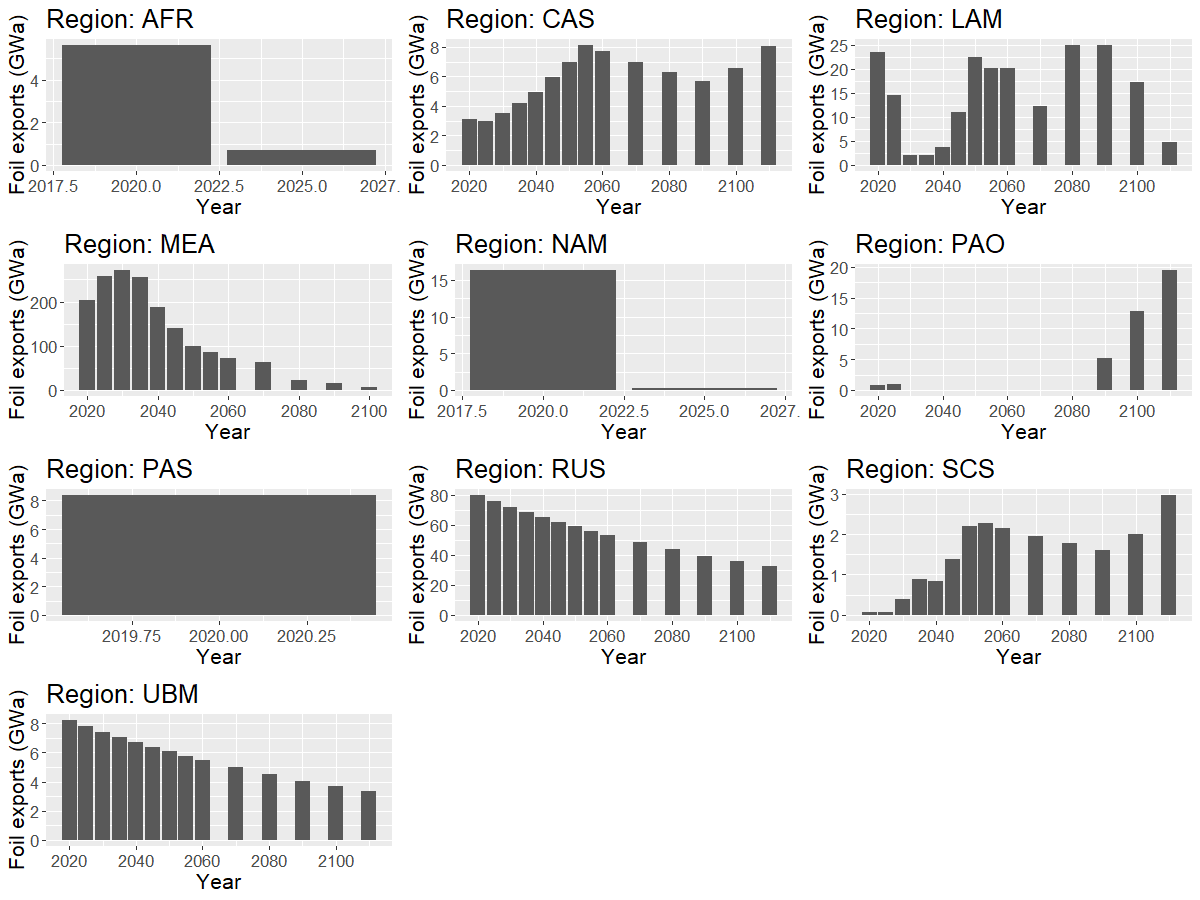 Region: AFR
Foil exports (GWa)
4
2
0
2017.5 2020.0 2022.5 2025.0 2027.
Year
Region: CAS
Foil exports (GWa)
8
6
4
2
0
2020 2040 2060 2080 2100
Year
Region: LAM
Foil exports (GWa)
25
20
15
10
5
0
2020 2040 2060 2080 2100
Year
Region: MEA
Foil exports (GWa)
200
100
0
2020 2040 2060 2080 2100
Year
Region: NAM
Foil exports (GWa)
15
10
5
0
2017.5 2020.0 2022.5 2025.0 2027.
Year
Region: PAO
Foil exports (GWa)
20
15
10
5
0
2020 2040 2060 2080 2100
Year
Region: PAS
Foil exports (GWa)
8
6
4
2
0
2019.75 2020.00 2020.25
Year
Region: RUS
Foil exports (GWa)
80
60
40
20
0
2020 2040 2060 2080 2100
Year
Region: SCS
Foil exports (GWa)
3
2
1
0
2020 2040 2060 2080 2100
Year
Region: UBM
Foil exports (GWa)
8
6
4
2
0
2020 2040 2060 2080 2100
Year